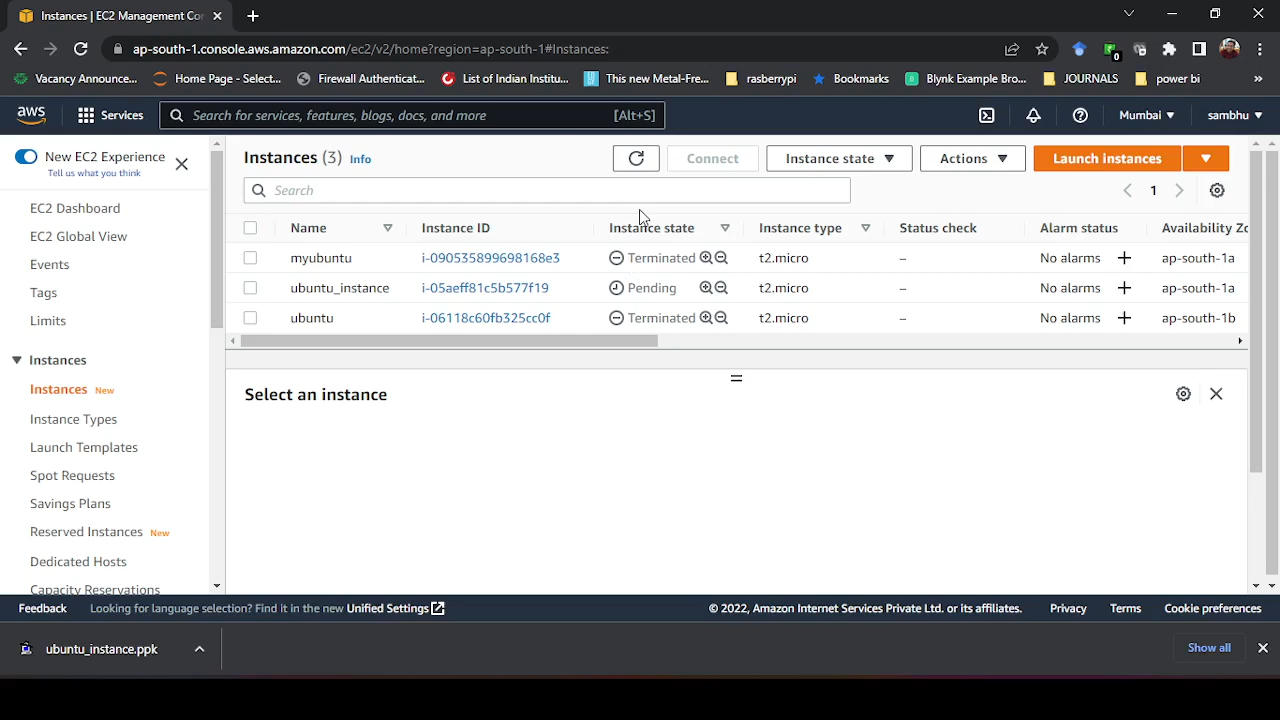 Instances | EC2 Management Cor
ap-south-1.console.aws.amazon.com/ec2/v2/home?region=ap-south-1#Instances:
0
Vacancy Announce... Home Page - Select... Firewall Authenticat... List of Indian Institu... This new Metal-Fre... rasberrypi Bookmarks Blynk Example Bro... JOURNALS power bi »
aws Services Search for services, features, blogs, docs, and more [Alt+S] Mumbai sambhu
New EC2 Experience
Tell us what you think
EC2 Dashboard
EC2 Global View
Events
Tags
Limits
Instances
Instances New
Instance Types
Launch Templates
Spot Requests
Savings Plans
Reserved Instances New
Dedicated Hosts
Capacity Reservations
Instances (3) Info Connect Instance state Actions Launch instances
Search 1
Name Instance ID Instance state Instance type Status check Alarm status Availability Zo
myubuntu i-090535899698168e3 Terminated t2.micro – No alarms + ap-south-1a
ubuntu_instance i-05aeff81c5b577f19 Pending t2.micro – No alarms + ap-south-1a
ubuntu i-06118c60fb325cc0f Terminated t2.micro – No alarms + ap-south-1b
Select an instance
Feedback Looking for language selection? Find it in the new Unified Settings © 2022, Amazon Internet Services Private Ltd. or its affiliates. Privacy Terms Cookie preferences
ubuntu_instance.ppk Show all